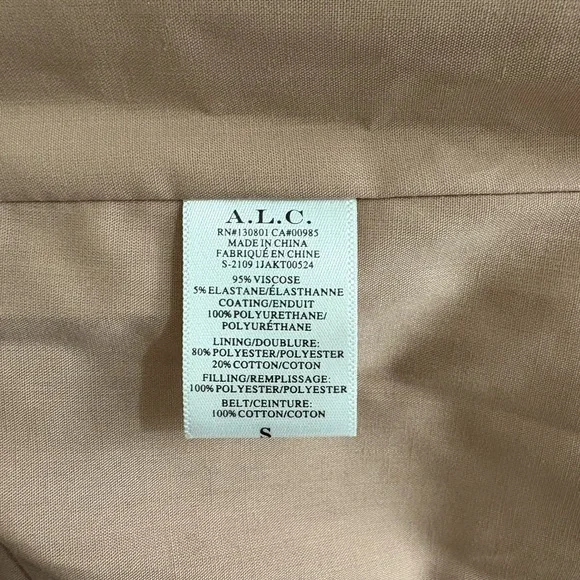 A.L.C.
RN#130801 CA#00985
MADE IN CHINA
FABRIQUÉ EN CHINE
S-2109 1JAKT00524
95% VISCOSE
5% ELASTANE/ÉLASTHANNE
COATING/ENDUIT
100% POLYURETHANE/
POLYURÉTHANE
LINING/DOUBLURE:
80% POLYESTER/POLYESTER
20% COTTON/COTON
FILLING/REMPLISSAGE:
100% POLYESTER/POLYESTER
BELT/CEINTURE:
100% COTTON/COTON
S